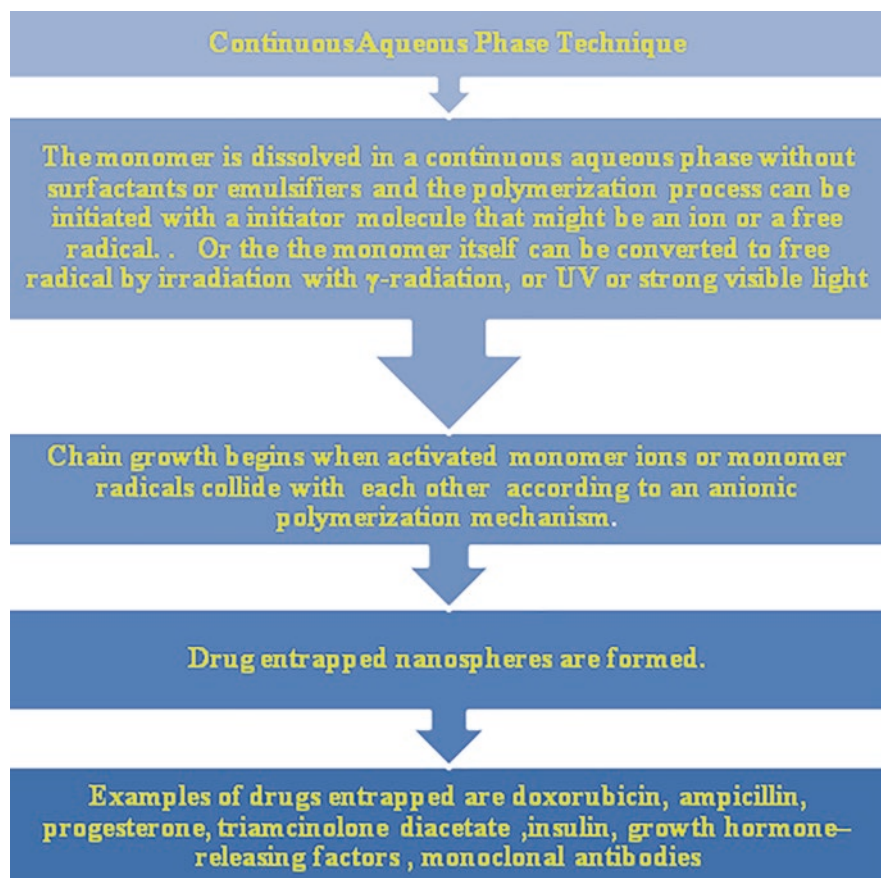 Continuous Aqueous Phase Technique
The monomer is dissolved in a continuous aqueous phase without
surfactants or emulsifiers and the polymerization process can be
initiated with a initiator molecule that might be an ion or a free
radical. . Or the the monomer itself can be converted to free
radical by irradiation with γ-radiation, or UV or strong visible light
Chain growth begins when activated monomer ions or monomer
radicals collide with each other according to an anionic
polymerization mechanism.
Drug entrapped nanospheres are formed.
Examples of drugs entrapped are doxorubicin, ampicillin,
progesterone, triamcinolone diacetate ,insulin, growth hormone–
releasing factors , monoclonal antibodies